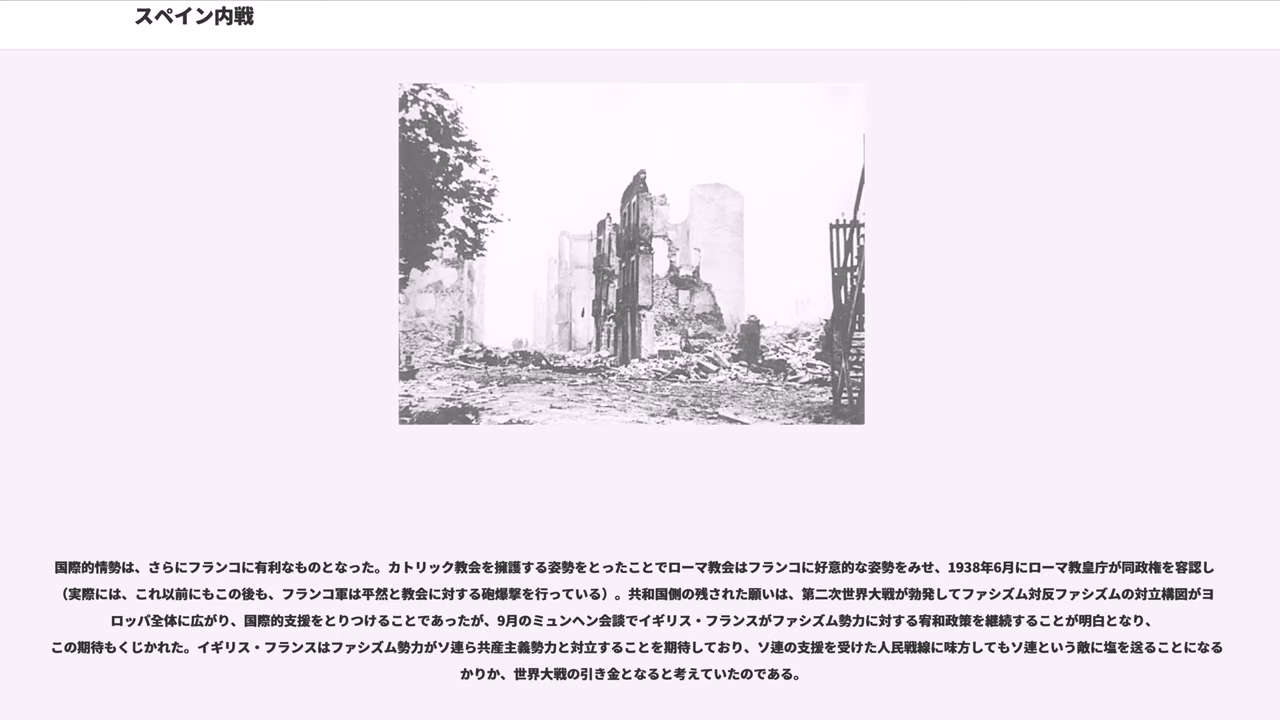 スペイン内戦
国際的情勢は、さらにフランコに有利なものとなった。カトリック教会を擁護する姿勢をとったことでローマ教会はフランコに好意的な姿勢をみせ、1938年6月にローマ教皇庁が同政権を容認し
（実際には、これ以前にもこの後も、フランコ軍は平然と教会に対する砲爆撃を行っている）。共和国側の残された願いは、第二次世界大戦が勃発してファシズム対反ファシズムの対立構図がヨ
ロッパ全体に広がり、国際的支援をとりつけることであったが、9月のミュンヘン会談でイギリス・フランスがファシズム勢力に対する宥和政策を継続することが明白となり、
この期待もくじかれた。イギリス・フランスはファシズム勢力がソ連ら共産主義勢力と対立することを期待しており、ソ連の支援を受けた人民戦線に味方してもソ連という敵に塩を送ることになる
かりか、世界大戦の引き金となると考えていたのである。